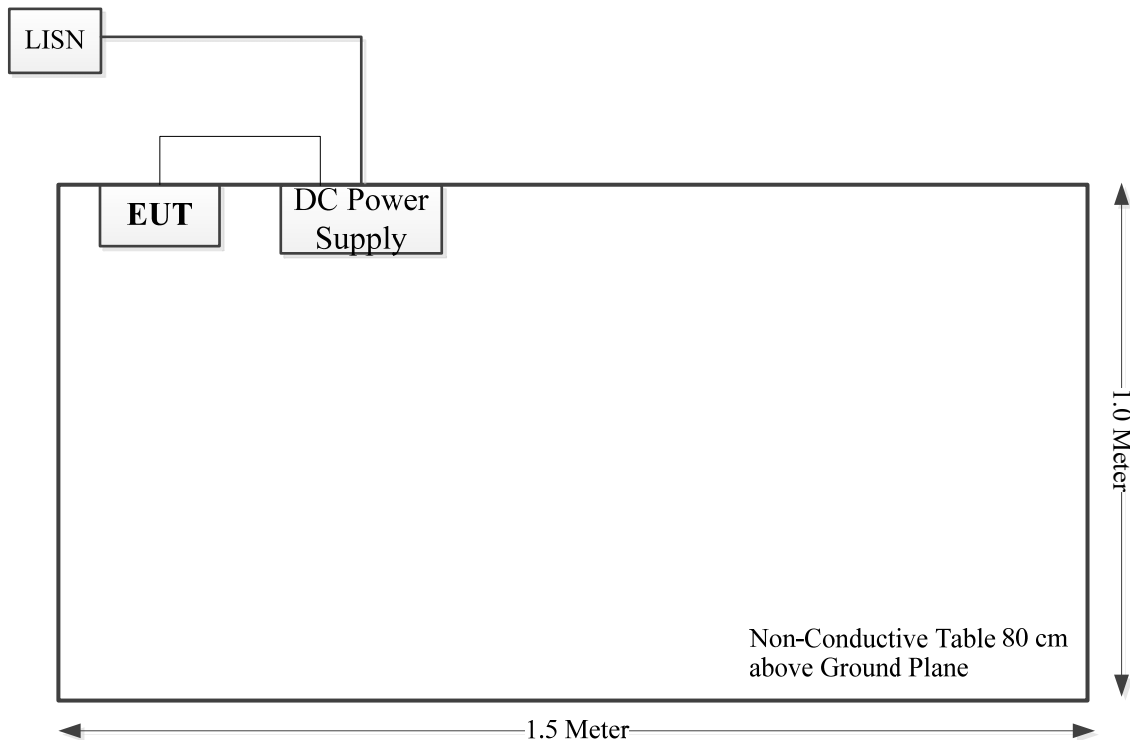 LISN
EUT
DC Power
Supply
1.0 Meter
Non-Conductive Table 80 cm
above Ground Plane
1.5 Meter